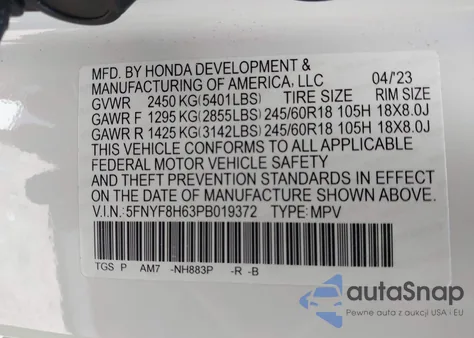 MFD. BY HONDA DEVELOPMENT &
MANUFACTURING OF AMERICA, LLC 04/'23
GVWR 2450 KG(5401LBS) TIRE SIZE RIM SIZE
GAWR F 1295 KG(2855LBS) 245/60R18 105H 18X8.0J
GAWR R 1425 KG(3142LBS) 245/60R18 105H 18X8.0J
THIS VEHICLE CONFORMS TO ALL APPLICABLE
FEDERAL MOTOR VEHICLE SAFETY
AND THEFT PREVENTION STANDARDS IN EFFECT
ON THE DATE OF MANUFACTURE SHOWN ABOVE.
V.I.N.: 5FNYF8H63PB019372 TYPE: MPV
TGS P AM7 -NH883P -R -B
autoSnap
Pewne auta z aukcji USA i EU